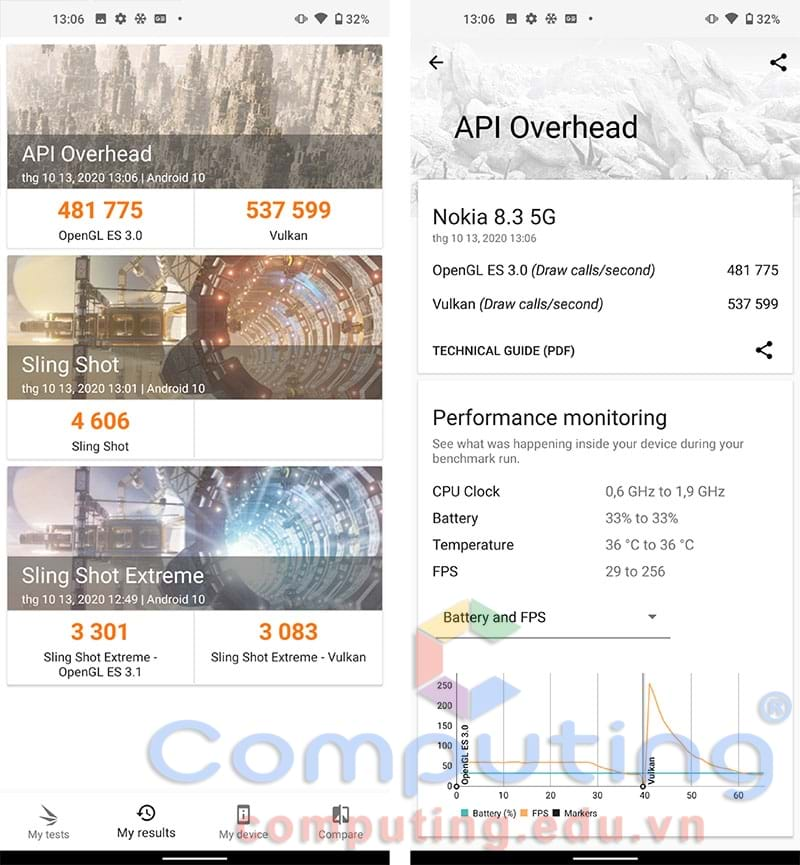 13:06
32%
API Overhead
thg 10 13, 2020 13:06 | Android 10
481 775
OpenGL ES 3.0
537 599
Vulkan
Sling Shot
thg 10 13, 2020 13:01 | Android 10
4 606
Sling Shot
Sling Shot Extreme
thg 10 13, 2020 12:49 | Android 10
3 301
Sling Shot Extreme -
OpenGL ES 3.1
3 083
Sling Shot Extreme - Vulkan
My tests
My results
My device
Compare
13:06
32%
API Overhead
Nokia 8.3 5G
thg 10 13, 2020 13:06
OpenGL ES 3.0 (Draw calls/second) 481 775
Vulkan (Draw calls/second) 537 599
TECHNICAL GUIDE (PDF)
Performance monitoring
See what was happening inside your device during your
benchmark run.
CPU Clock 0,6 GHz to 1,9 GHz
Battery 33% to 33%
Temperature 36 °C to 36 °C
FPS 29 to 256
Battery and FPS
250
200
150
100
50
0
OpenGL ES 3.0
Vulkan
0 10 20 30 40 50 60
Battery (%) FPS Markers
Computing®
computing.edu.vn